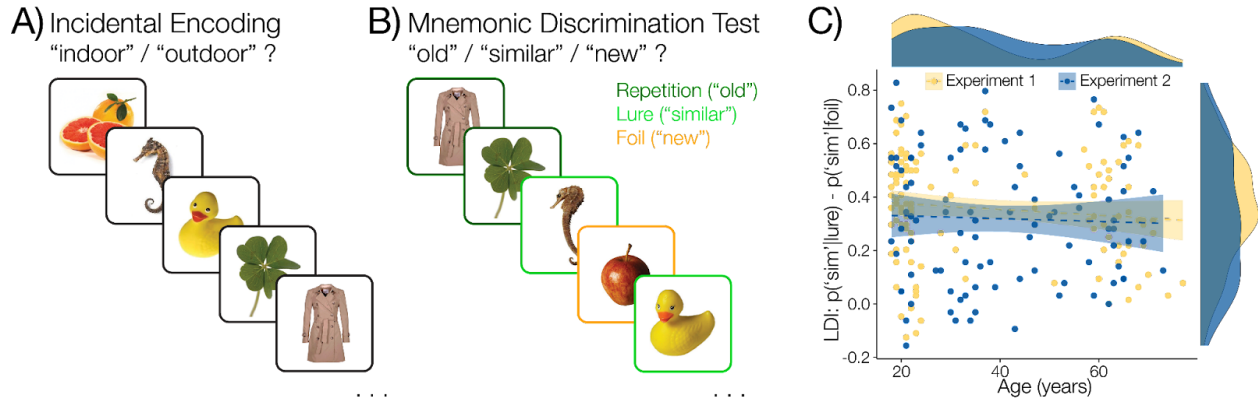 A) Incidental Encoding
"indoor" / "outdoor" ?
. . .
B) Mnemonic Discrimination Test
"old" / "similar" / "new" ?
Repetition ("old")
Lure ("similar")
Foil ("new")
. . .
C)
Experiment 1 Experiment 2
LDI: p('sim'|lure) - p('sim'|foil)
0.8
0.6
0.4
0.2
0.0
-0.2
20 40 60
Age (years)